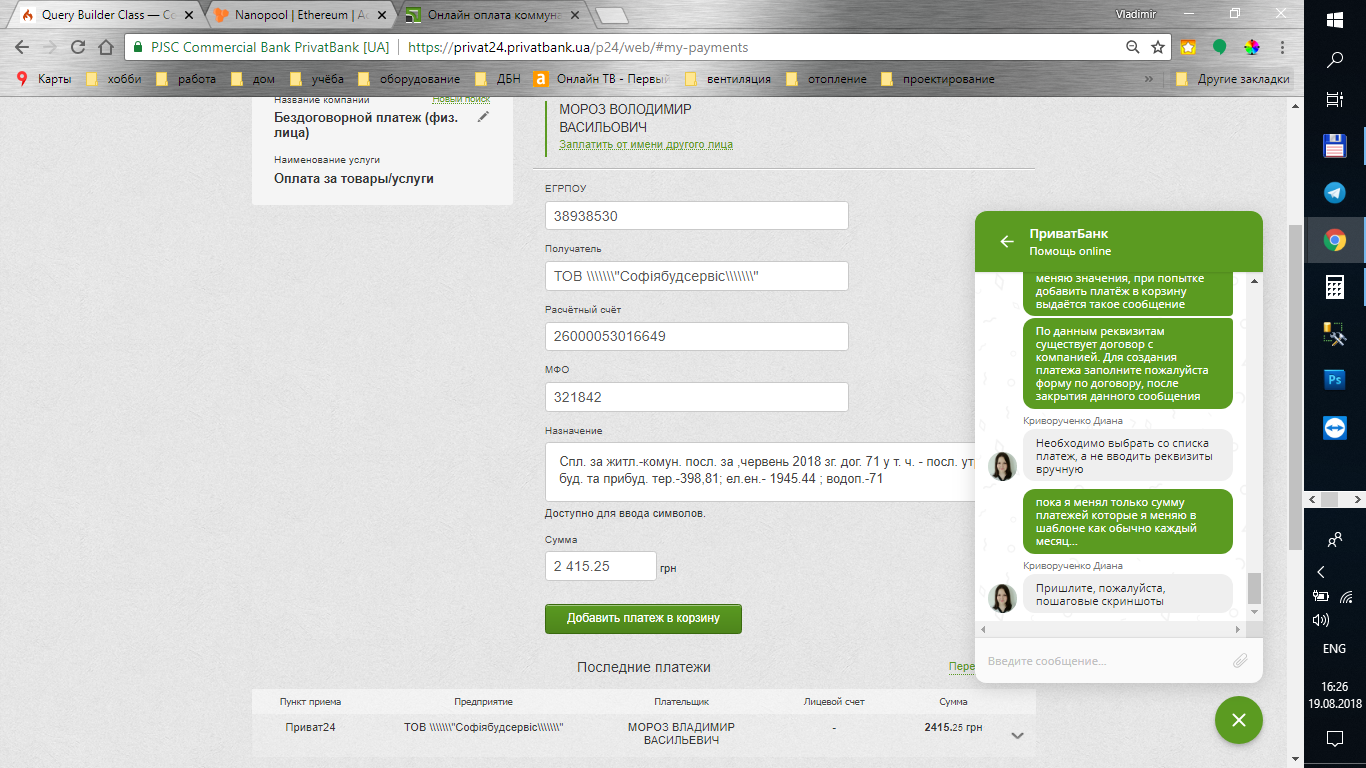 Query Builder Class — Co
Nanopool | Ethereum | Ac
Онлайн оплата коммуна
Vladimir
PJSC Commercial Bank PrivatBank [UA]
https://privat24.privatbank.ua/p24/web/#my-payments
Карты
хобби
работа
дом
учёба
оборудование
ДБН
Онлайн ТВ - Первый
вентиляция
отопление
проектирование
»
Другие закладки
Название компании
Новый поиск
Бездоговорной платеж (физ.
лица)
Наименование услуги
Оплата за товары/услуги
МОРОЗ ВОЛОДИМИР
ВАСИЛЬОВИЧ
Заплатить от имени другого лица
ЕГРПОУ
38938530
Получатель
ТОВ \\\\\\\"Софіябудсервіс\\\\\\\"
Расчётный счёт
26000053016649
МФО
321842
Назначение
Спл. за житл.-комун. посл. за ,червень 2018 зг. дог. 71 у т. ч. - посл. утр
буд. та прибуд. тер.-398,81; ел.ен.- 1945.44 ; водоп.-71
Доступно для ввода символов.
Сумма
2 415.25 грн
Добавить платеж в корзину
Последние платежи
Пере
Пункт приема
Предприятие
Плательщик
Лицевой счет
Сумма
Приват24
ТОВ \\\\\\\"Софіябудсервіс\\\\\\\"
МОРОЗ ВЛАДИМИР
ВАСИЛЬЕВИЧ
-
2415.25 грн
ПриватБанк
Помощь online
меняю значения, при попытке
добавить платёж в корзину
выдаётся такое сообщение
По данным реквизитам
существует договор с
компанией. Для создания
платежа заполните пожалуйста
форму по договору, после
закрытия данного сообщения
Криворученко Диана
Необходимо выбрать со списка
платеж, а не вводить реквизиты
вручную
пока я менял только сумму
платежей которые я меняю в
шаблоне как обычно каждый
месяц...
Криворученко Диана
Пришлите, пожалуйста,
пошаговые скриншоты
Введите сообщение...
Ps
ENG
16:26
19.08.2018